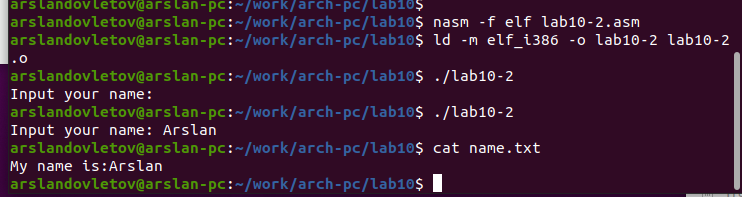 arslandovletov@arslan-pc:~/work/arch-pc/lab10$
arslandovletov@arslan-pc:~/work/arch-pc/lab10$ nasm -f elf lab10-2.asm
arslandovletov@arslan-pc:~/work/arch-pc/lab10$ ld -m elf_i386 -o lab10-2 lab10-2
.o
arslandovletov@arslan-pc:~/work/arch-pc/lab10$ ./lab10-2
Input your name:
arslandovletov@arslan-pc:~/work/arch-pc/lab10$ ./lab10-2
Input your name: Arslan
arslandovletov@arslan-pc:~/work/arch-pc/lab10$ cat name.txt
My name is:Arslan
arslandovletov@arslan-pc:~/work/arch-pc/lab10$